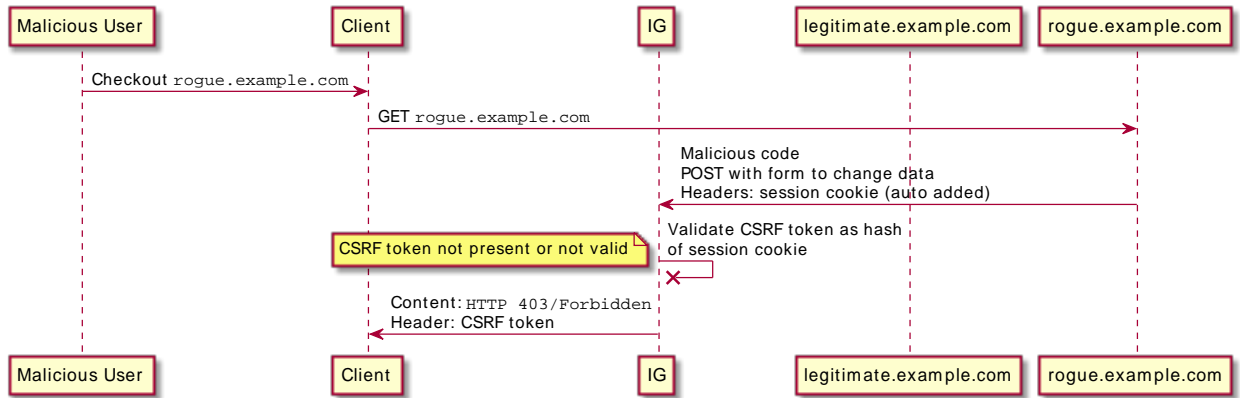 Malicious User
Client
IG
legitimate.example.com
rogue.example.com
Checkout rogue.example.com
GET rogue.example.com
Malicious code
POST with form to change data
Headers: session cookie (auto added)
Validate CSRF token as hash
of session cookie
CSRF token not present or not valid
Content: HTTP 403/Forbidden
Header: CSRF token
Malicious User
Client
IG
legitimate.example.com
rogue.example.com